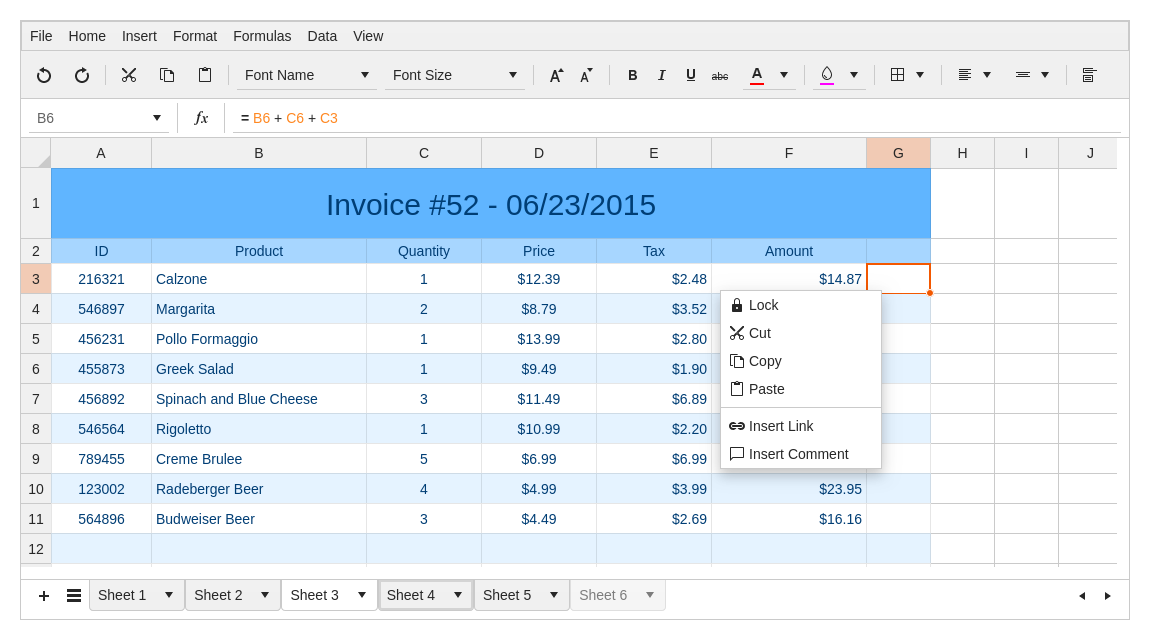 File Home Insert Format Formulas Data View
Font Name Font Size A A B I U abc A
B6 fx = B6 + C6 + C3
A B C D E F G H I J
1 Invoice #52 - 06/23/2015
2 ID Product Quantity Price Tax Amount
3 216321 Calzone 1 $12.39 $2.48 $14.87
4 546897 Margarita 2 $8.79 $3.52
Lock
5 456231 Pollo Formaggio 1 $13.99 $2.80
Cut
6 455873 Greek Salad 1 $9.49 $1.90
Copy
7 456892 Spinach and Blue Cheese 3 $11.49 $6.89
Paste
8 546564 Rigoletto 1 $10.99 $2.20
Insert Link
9 789455 Creme Brulee 5 $6.99 $6.99
Insert Comment
10 123002 Radeberger Beer 4 $4.99 $3.99 $23.95
11 564896 Budweiser Beer 3 $4.49 $2.69 $16.16
12
Sheet 1 Sheet 2 Sheet 3 Sheet 4 Sheet 5 Sheet 6